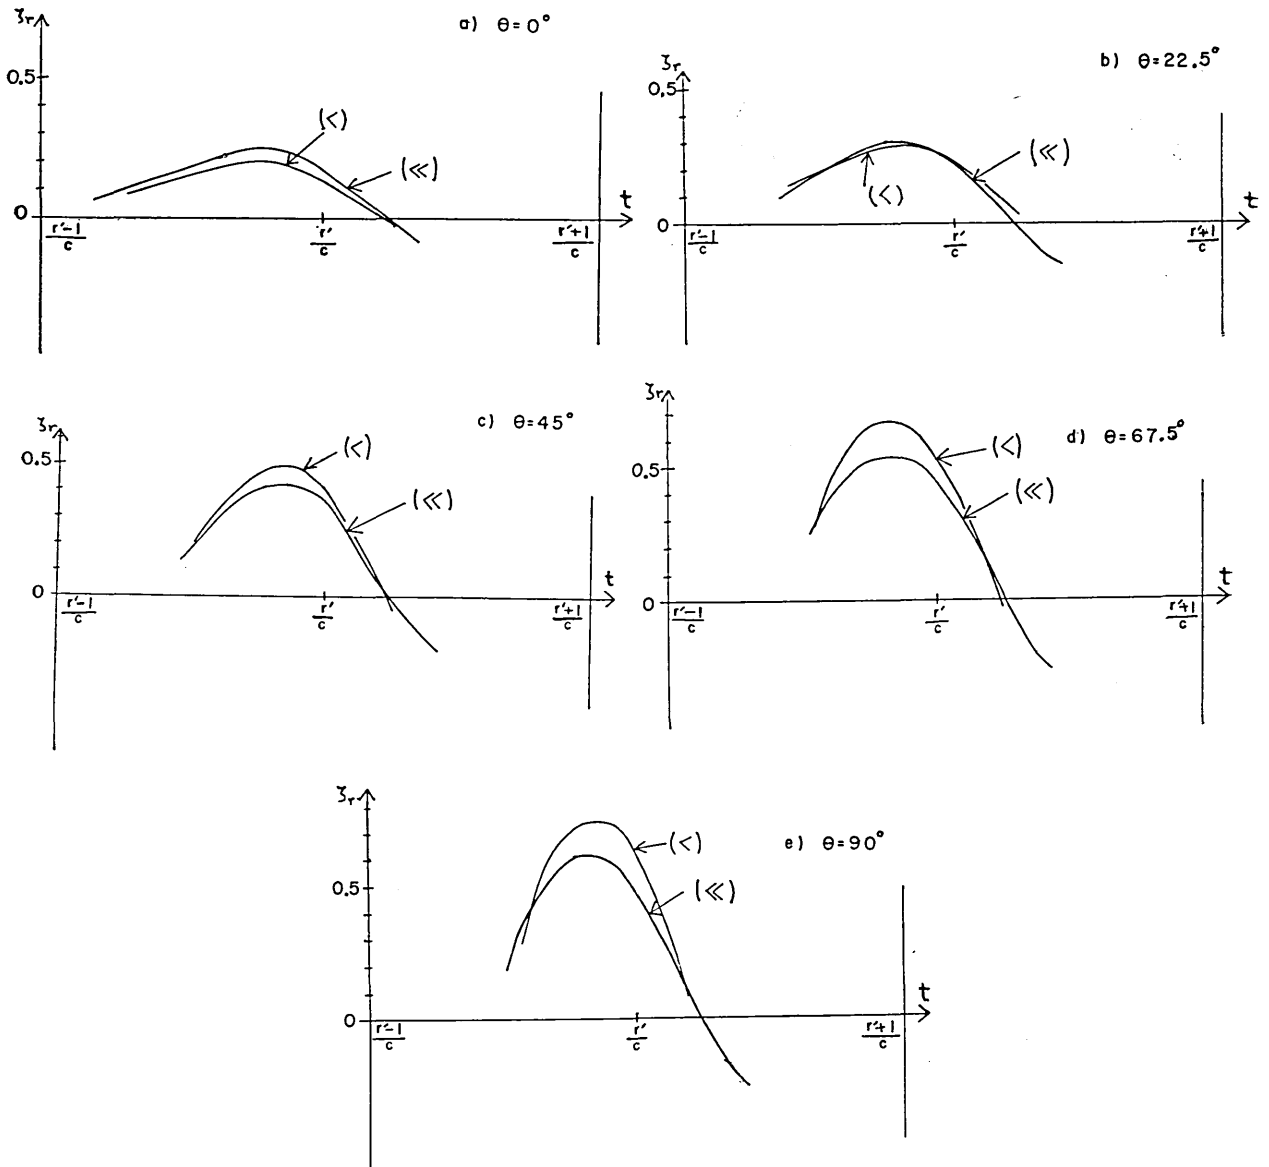 ζr
a) θ=0°
0.5
(<)
(≪)
0
t
r'-1/c
r'/c
r'+1/c
ζr
b) θ=22.5°
0.5
(≪)
(<)
0
t
r'-1/c
r'/c
r'+1/c
ζr
c) θ=45°
0.5
(<)
(≪)
0
t
r'-1/c
r'/c
r'+1/c
ζr
d) θ=67.5°
0.5
(<)
(≪)
0
t
r'-1/c
r'/c
r'+1/c
ζr
e) θ=90°
0.5
(<)
(≪)
0
t
r'-1/c
r'/c
r'+1/c